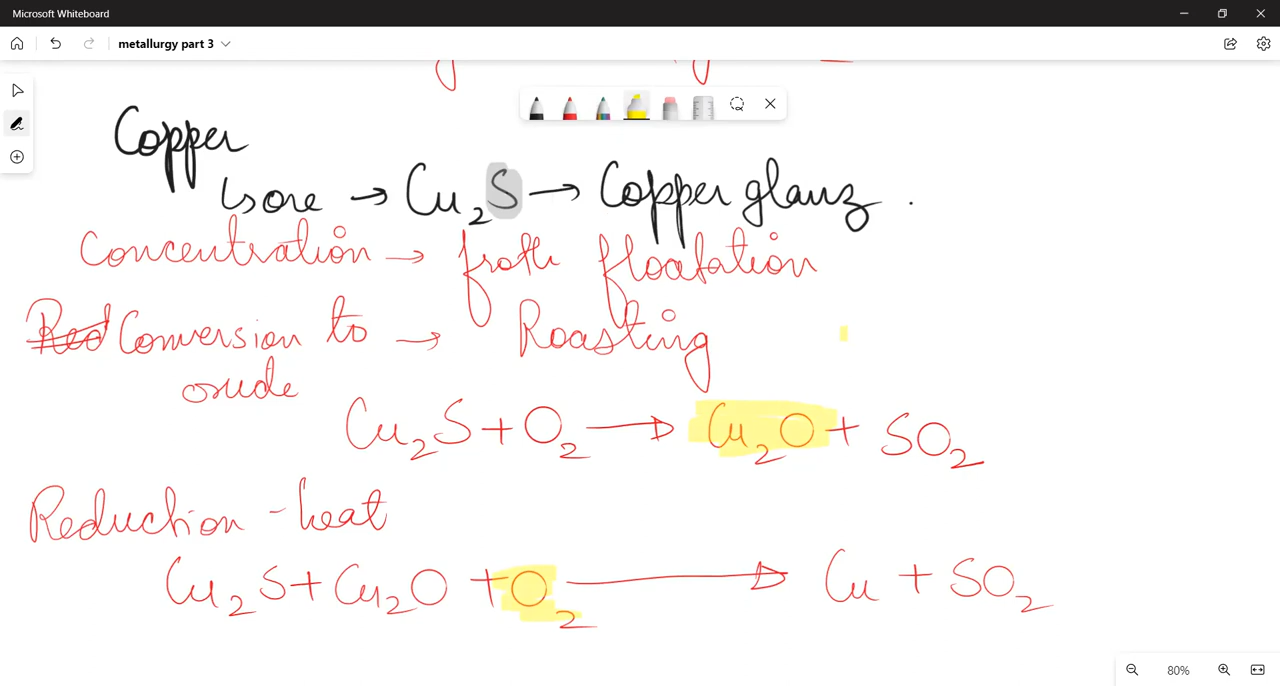 Microsoft Whiteboard
metallurgy part 3
Copper
↳ ore → Cu₂S → Copper glanz .
Concentration → froth floatation
Conversion to → Roasting
oxide
Cu₂S + O₂ → Cu₂O + SO₂
Reduction - heat
Cu₂S + Cu₂O + O₂ → Cu + SO₂
80%